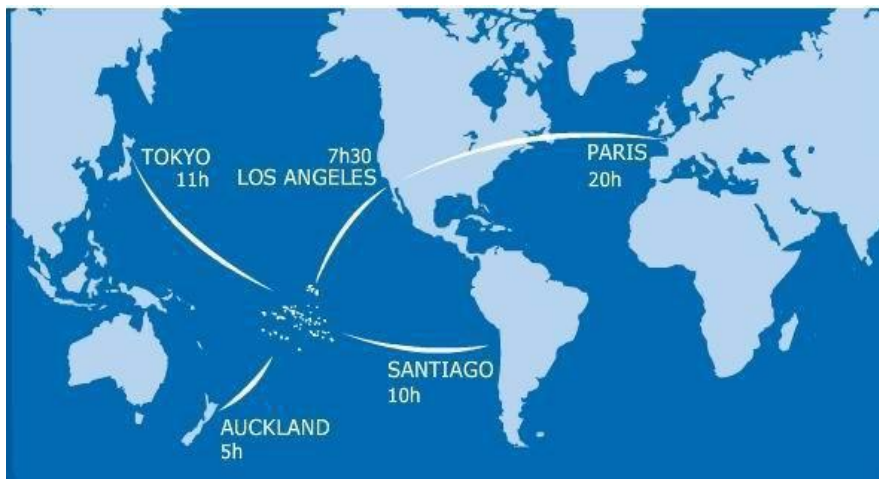 TOKYO
11h
7h30
LOS ANGELES
PARIS
20h
SANTIAGO
10h
AUCKLAND
5h